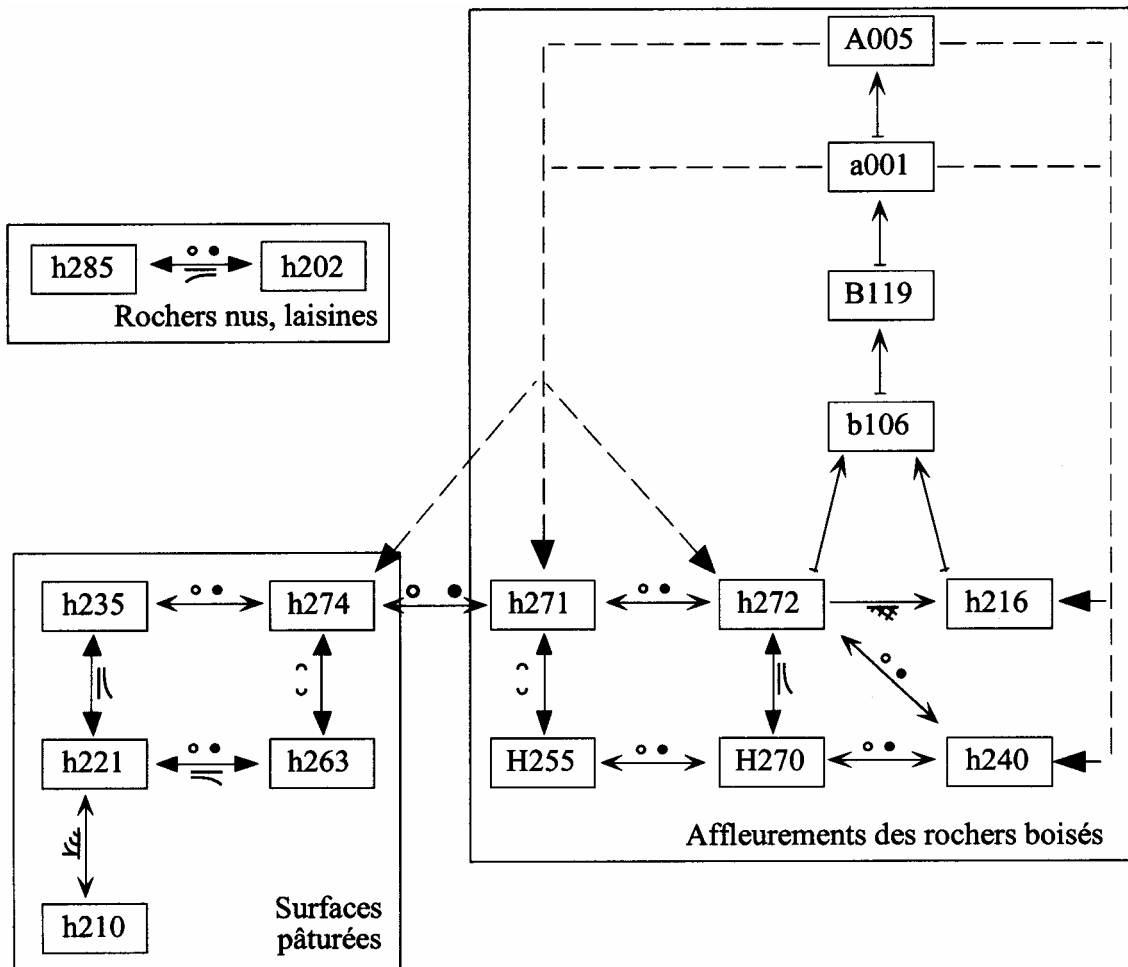 A005
a001
h285
h202
Rochers nus, laisines
B119
b106
h235
h274
h271
h272
h216
h221
h263
H255
H270
h240
Affleurements des rochers boisés
h210
Surfaces
pâturées